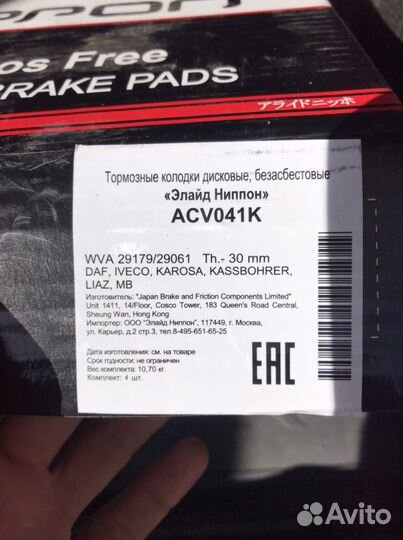 os Free
BRAKE PADS
アライドニッポ
Тормозные колодки дисковые, безасбестовые
«Элайд Ниппон»
ACV041K
WVA 29179/29061 Th.- 30 mm
DAF, IVECO, KAROSA, KASSBOHRER,
LIAZ, MB
Изготовитель: "Japan Brake and Friction Components Limited"
Unit 1411, 14/Floor, Cosco Tower, 183 Queen's Road Central,
Sheung Wan, Hong Kong
Импортер: ООО "Элайд Ниппон", 117449, г. Москва,
ул. Карьер, д.2 стр.3, тел.8-495-651-65-25
Дата изготовления: см. на товаре
Срок годности: не ограничен
Вес комплекта: 10,70 кг.
Комплект: 4 шт.
EAC
Avito